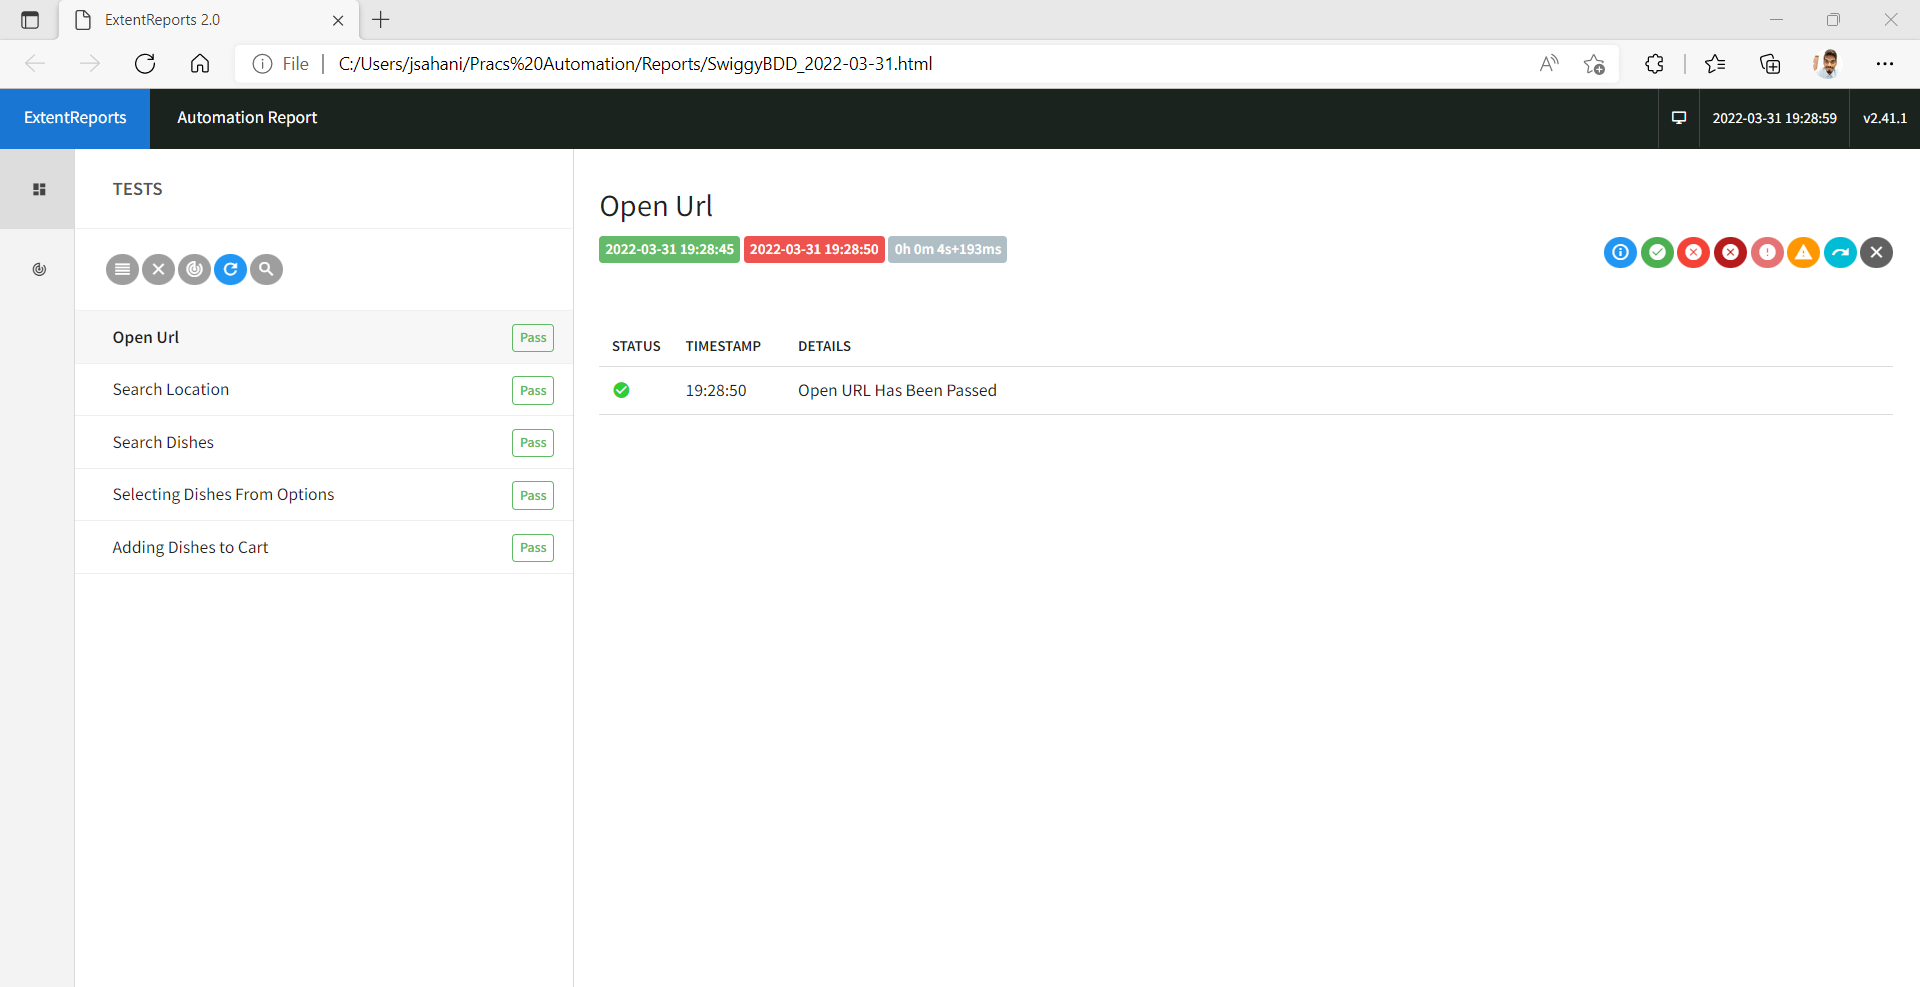 ExtentReports 2.0
File
C:/Users/jsahani/Pracs%20Automation/Reports/SwiggyBDD_2022-03-31.html
ExtentReports
Automation Report
2022-03-31 19:28:59
v2.41.1
TESTS
Open Url Pass
Search Location Pass
Search Dishes Pass
Selecting Dishes From Options Pass
Adding Dishes to Cart Pass
Open Url
2022-03-31 19:28:45 2022-03-31 19:28:50 0h 0m 4s+193ms
STATUS TIMESTAMP DETAILS
19:28:50 Open URL Has Been Passed